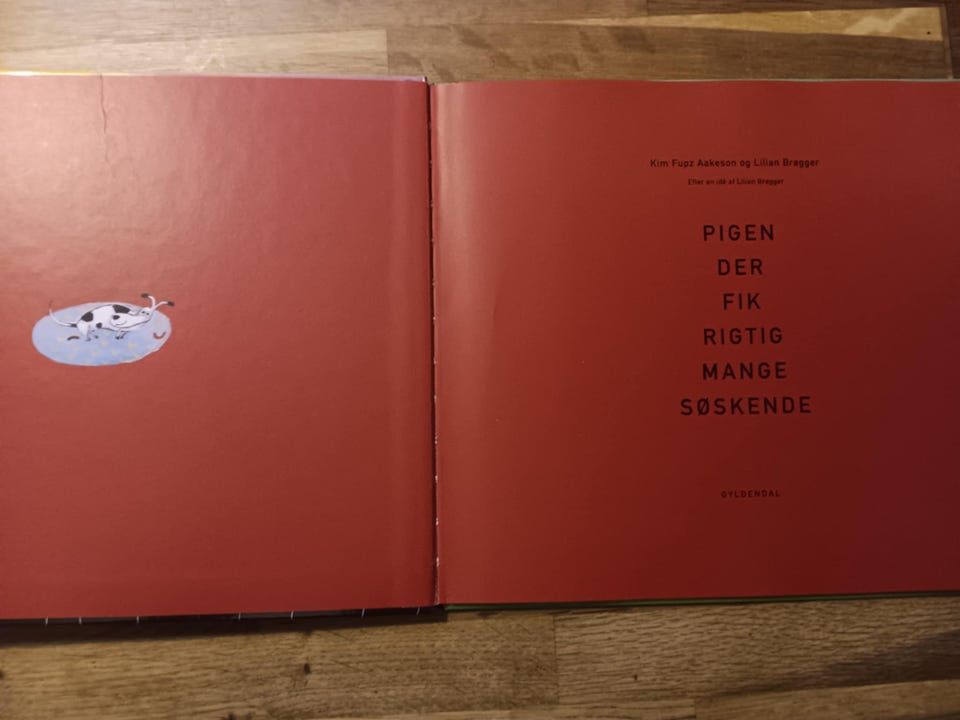 Kim Fupz Aakeson og Lilian Brøgger
Efter en idé af Lilian Brøgger
PIGEN
DER
FIK
RIGTIG
MANGE
SØSKENDE
GYLDENDAL